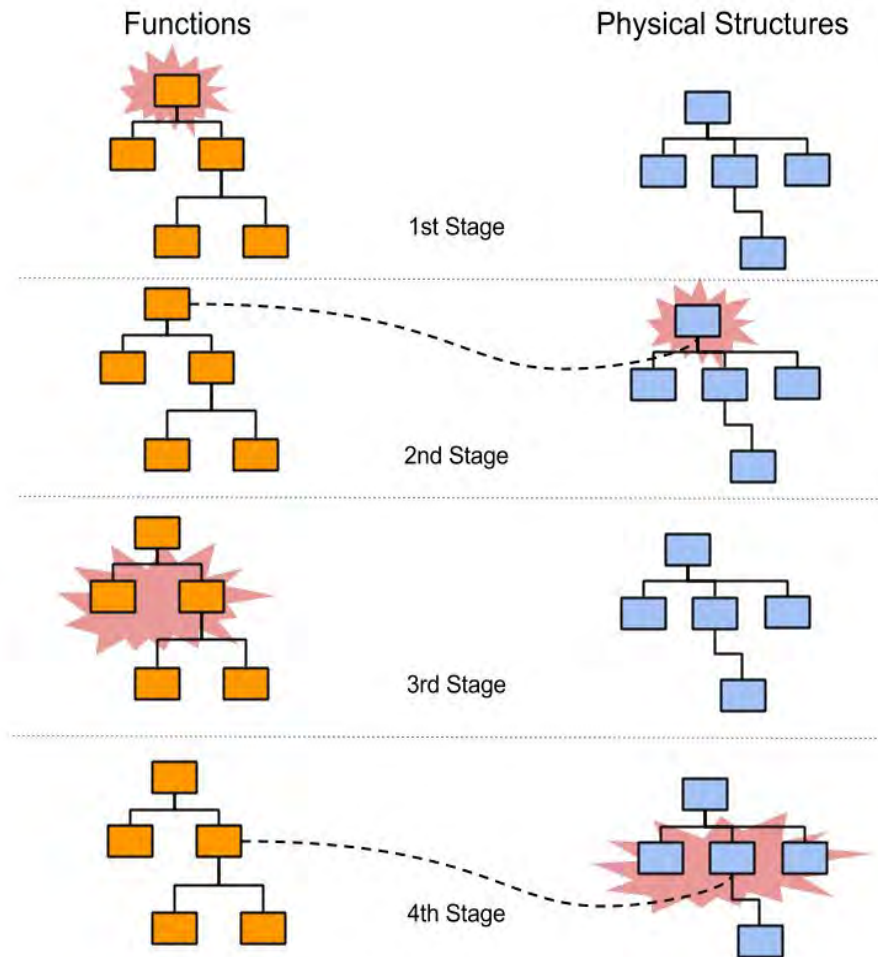 Functions
Physical Structures
1st Stage
2nd Stage
3rd Stage
4th Stage